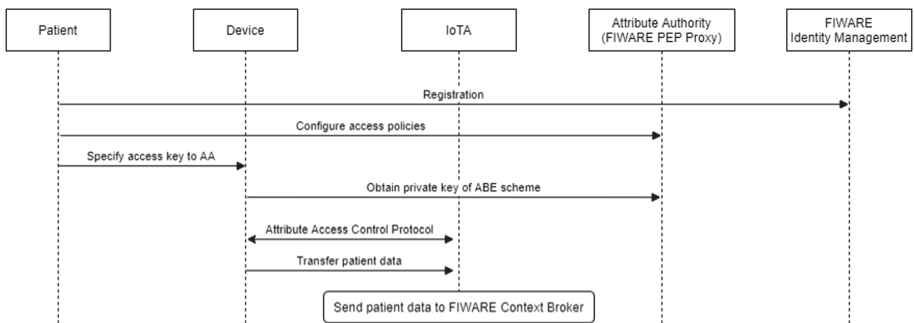 Patient
Device
IoTA
Attribute Authority
(FIWARE PEP Proxy)
FIWARE
Identity Management
Registration
Configure access policies
Specify access key to AA
Obtain private key of ABE scheme
Attribute Access Control Protocol
Transfer patient data
Send patient data to FIWARE Context Broker